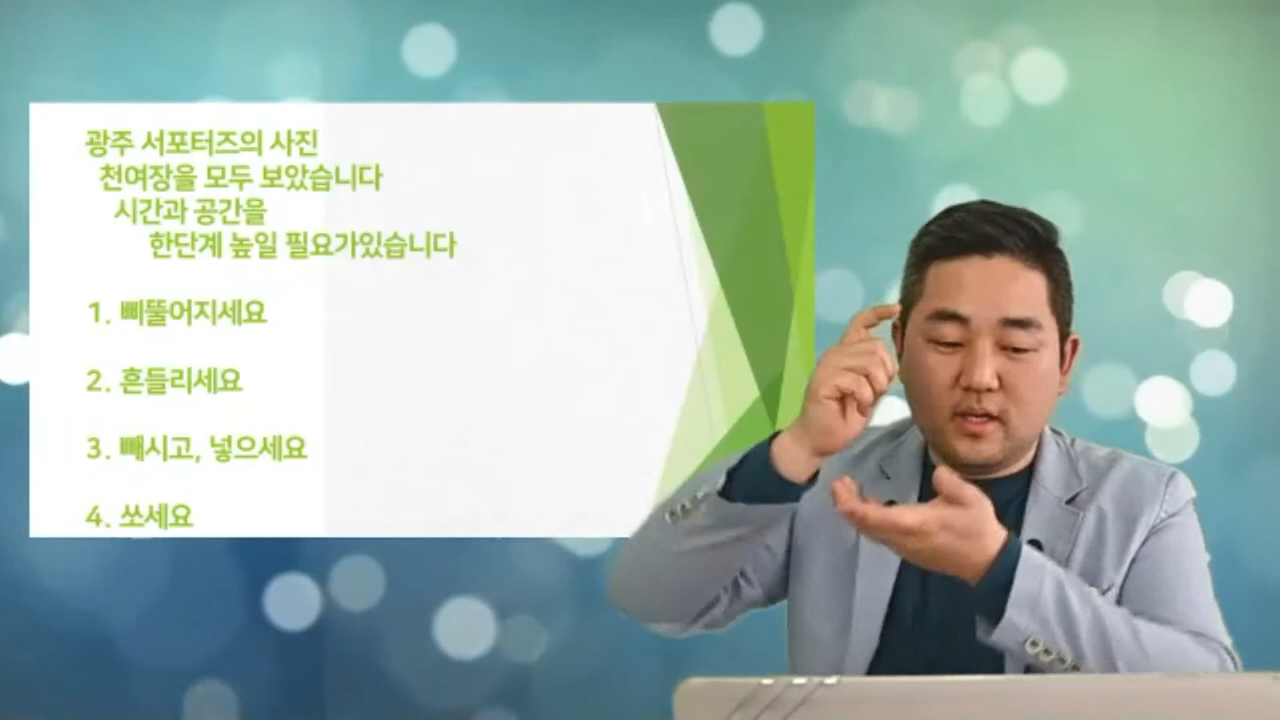 광주 서포터즈의 사진
천여장을 모두 보았습니다
시간과 공간을
한단계 높일 필요가있습니다
1. 삐뚤어지세요
2. 흔들리세요
3. 빼시고, 넣으세요
4. 쏘세요